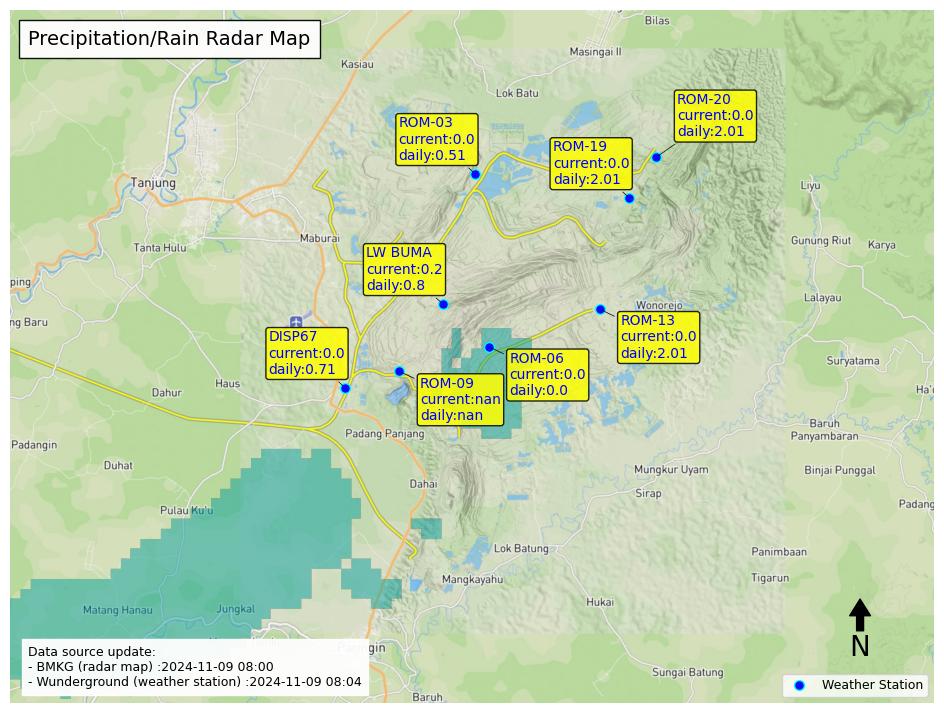 Precipitation/Rain Radar Map
Bilas
Masingai II
Kasiau
Lok Batu
ROM-20
current:0.0
daily:2.01
ROM-03
current:0.0
daily:0.51
ROM-19
current:0.0
daily:2.01
Tanjung
Liyu
Maburai
Tanta Hulu
Gunung Riut
Karya
LW BUMA
current:0.2
daily:0.8
ping
Lalayau
Wonorejo
ng Baru
ROM-13
current:0.0
daily:2.01
DISP67
current:0.0
daily:0.71
ROM-06
current:0.0
daily:0.0
Haus
Dahur
ROM-09
current:nan
daily:nan
Ha'o
Baruh
Panyambaran
Padang Panjang
Padangin
Duhat
Mungkur Uyam
Binjai Punggal
Dahai
Sirap
Padang
Pulau Ku'u
Lok Batung
Panimbaan
Mangkayahu
Tigarun
Matang Hanau
Jungkal
Hukai
N
Data source update:
- BMKG (radar map) :2024-11-09 08:00
- Wunderground (weather station) :2024-11-09 08:04
Sungai Batung
Weather Station
Baruh